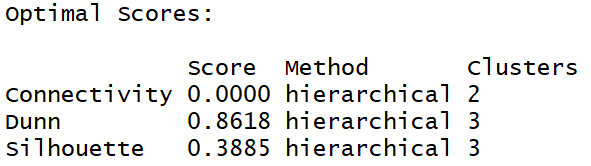 Optimal Scores:
Score Method Clusters
Connectivity 0.0000 hierarchical 2
Dunn 0.8618 hierarchical 3
Silhouette 0.3885 hierarchical 3